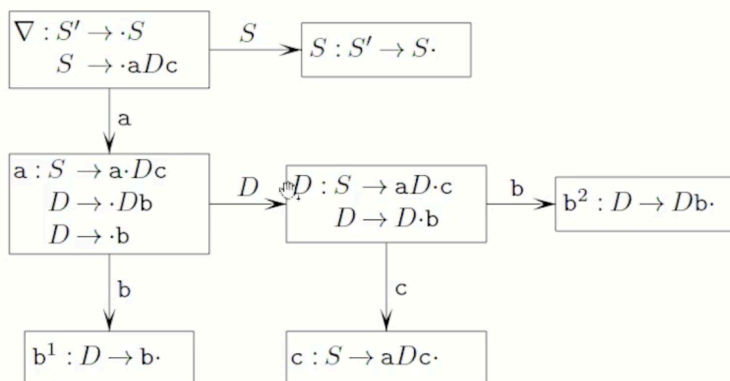 ∇ : S′ → ·S
S → ·aDc
S
S : S′ → S·
a
a : S → a·Dc
D → ·Db
D → ·b
D
D : S → aD·c
D → D·b
b
b² : D → Db·
b
c
b¹ : D → b·
c : S → aDc·